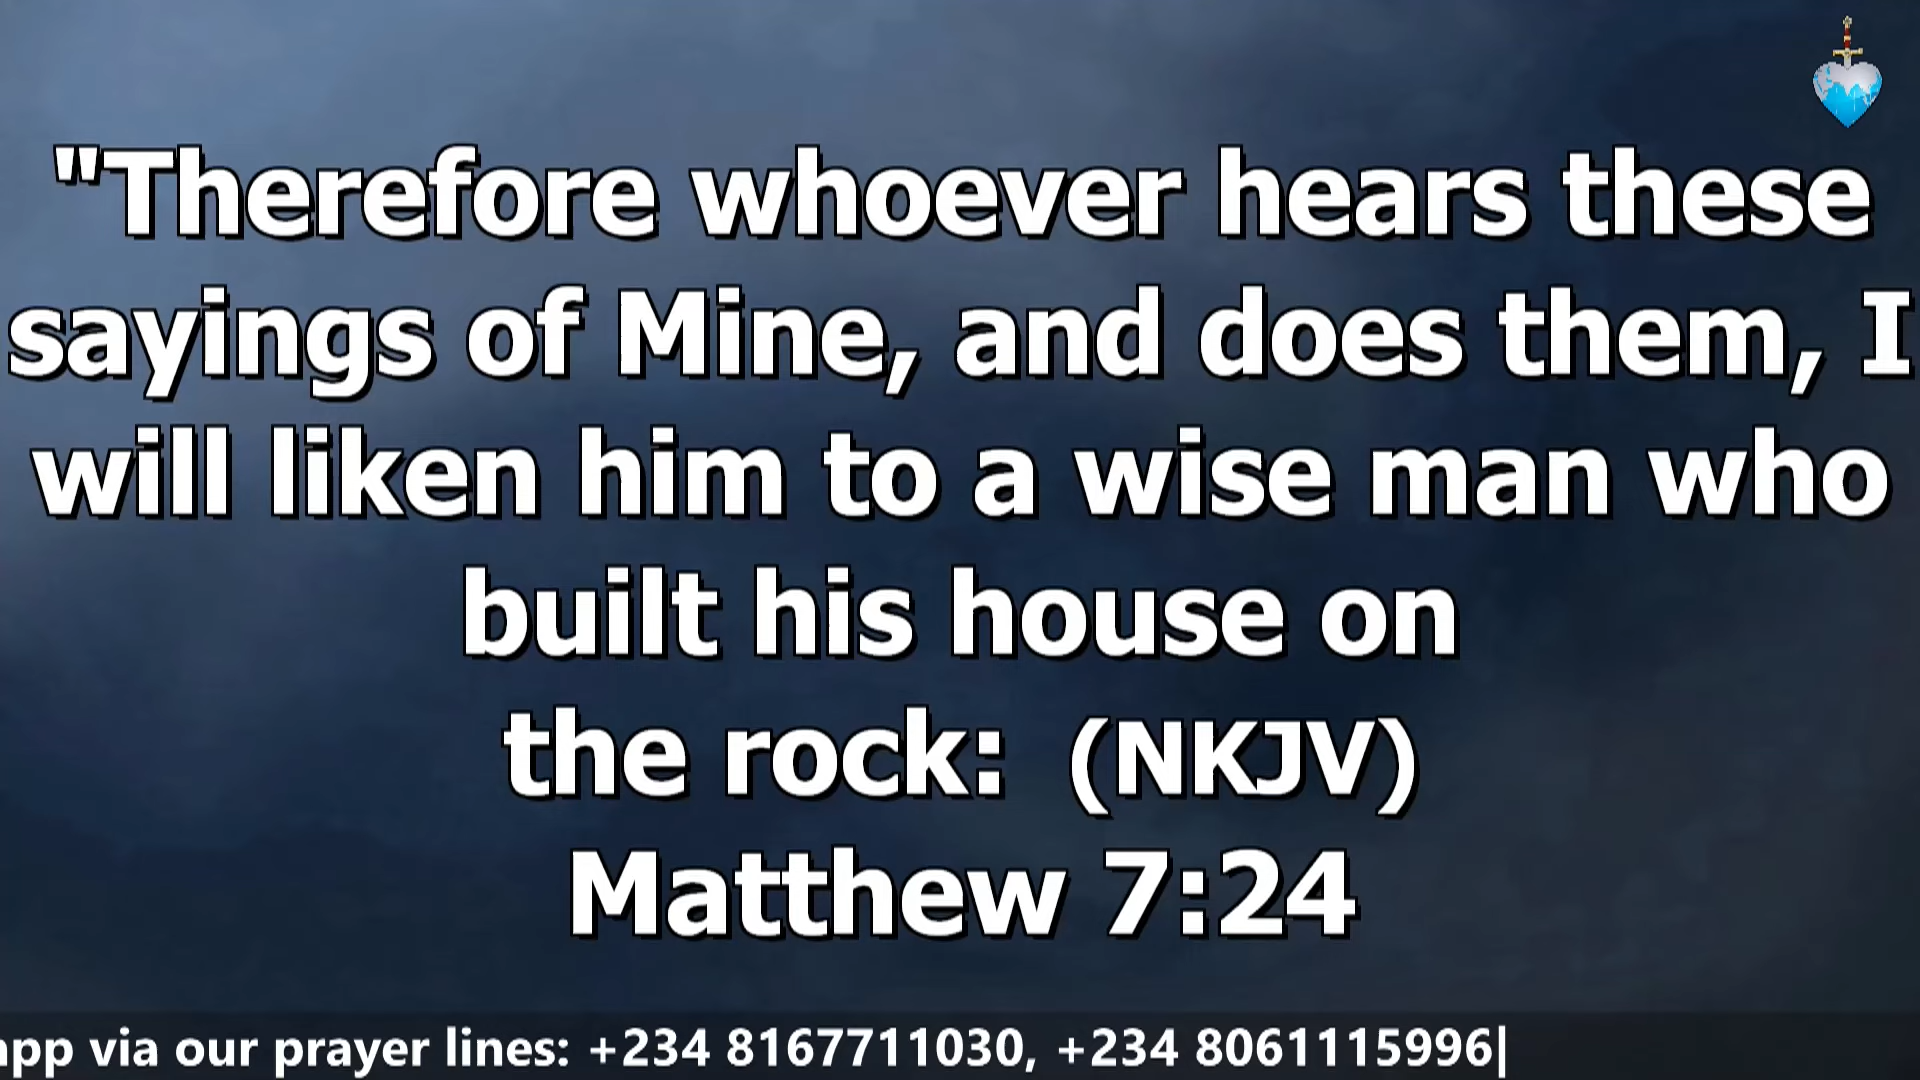 "Therefore whoever hears these
sayings of Mine, and does them, I
will liken him to a wise man who
built his house on
the rock:  (NKJV)
Matthew 7:24
via our prayer lines: +234 8167711030, +234 8061115996|